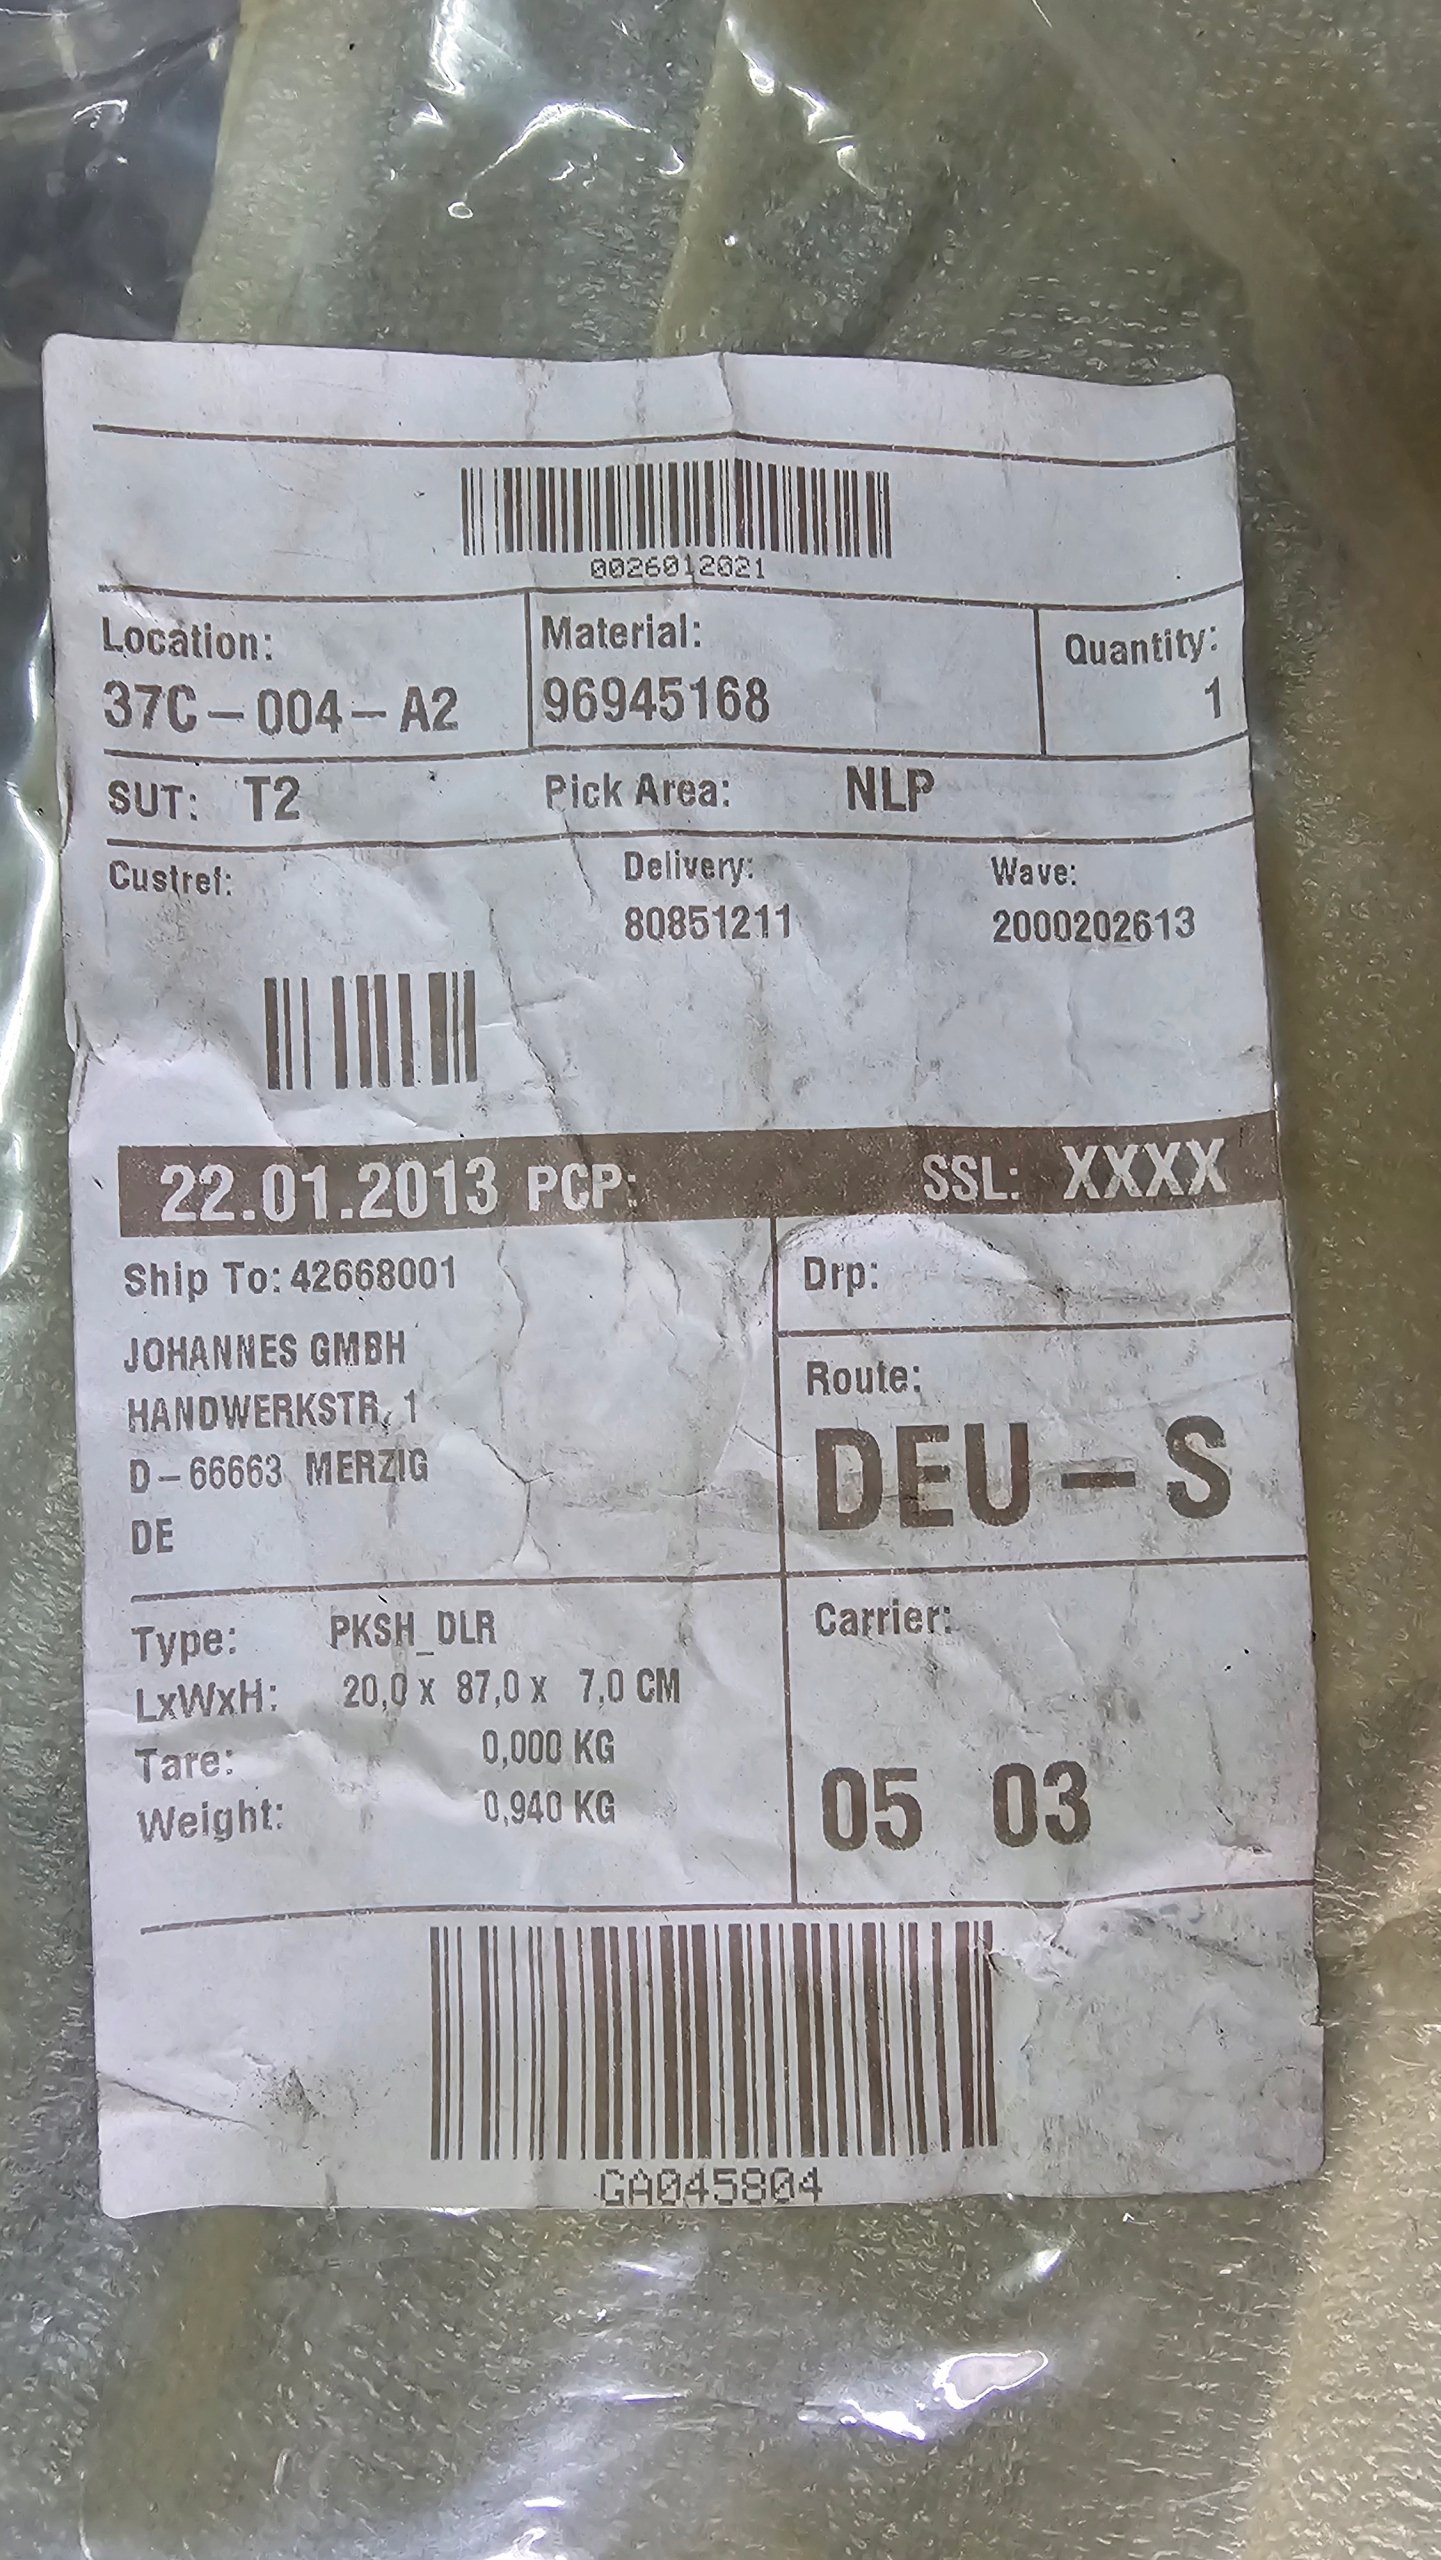 0026012021
Location: Material: Quantity:
37C-004-A2 96945168 1
SUT: T2 Pick Area: NLP
Custref: Delivery: Wave:
80851211 2000202613
22.01.2013 PCP: SSL: XXXX
Ship To: 42668001
JOHANNES GMBH
HANDWERKSTR, 1
D-66663 MERZIG
DE
Drp:
Route:
DEU-S
Type: PKSH_DLR
LxWxH: 20,0 x 87,0 x 7,0 CM
Tare: 0,000 KG
Weight: 0,940 KG
Carrier:
05 03
GA045804